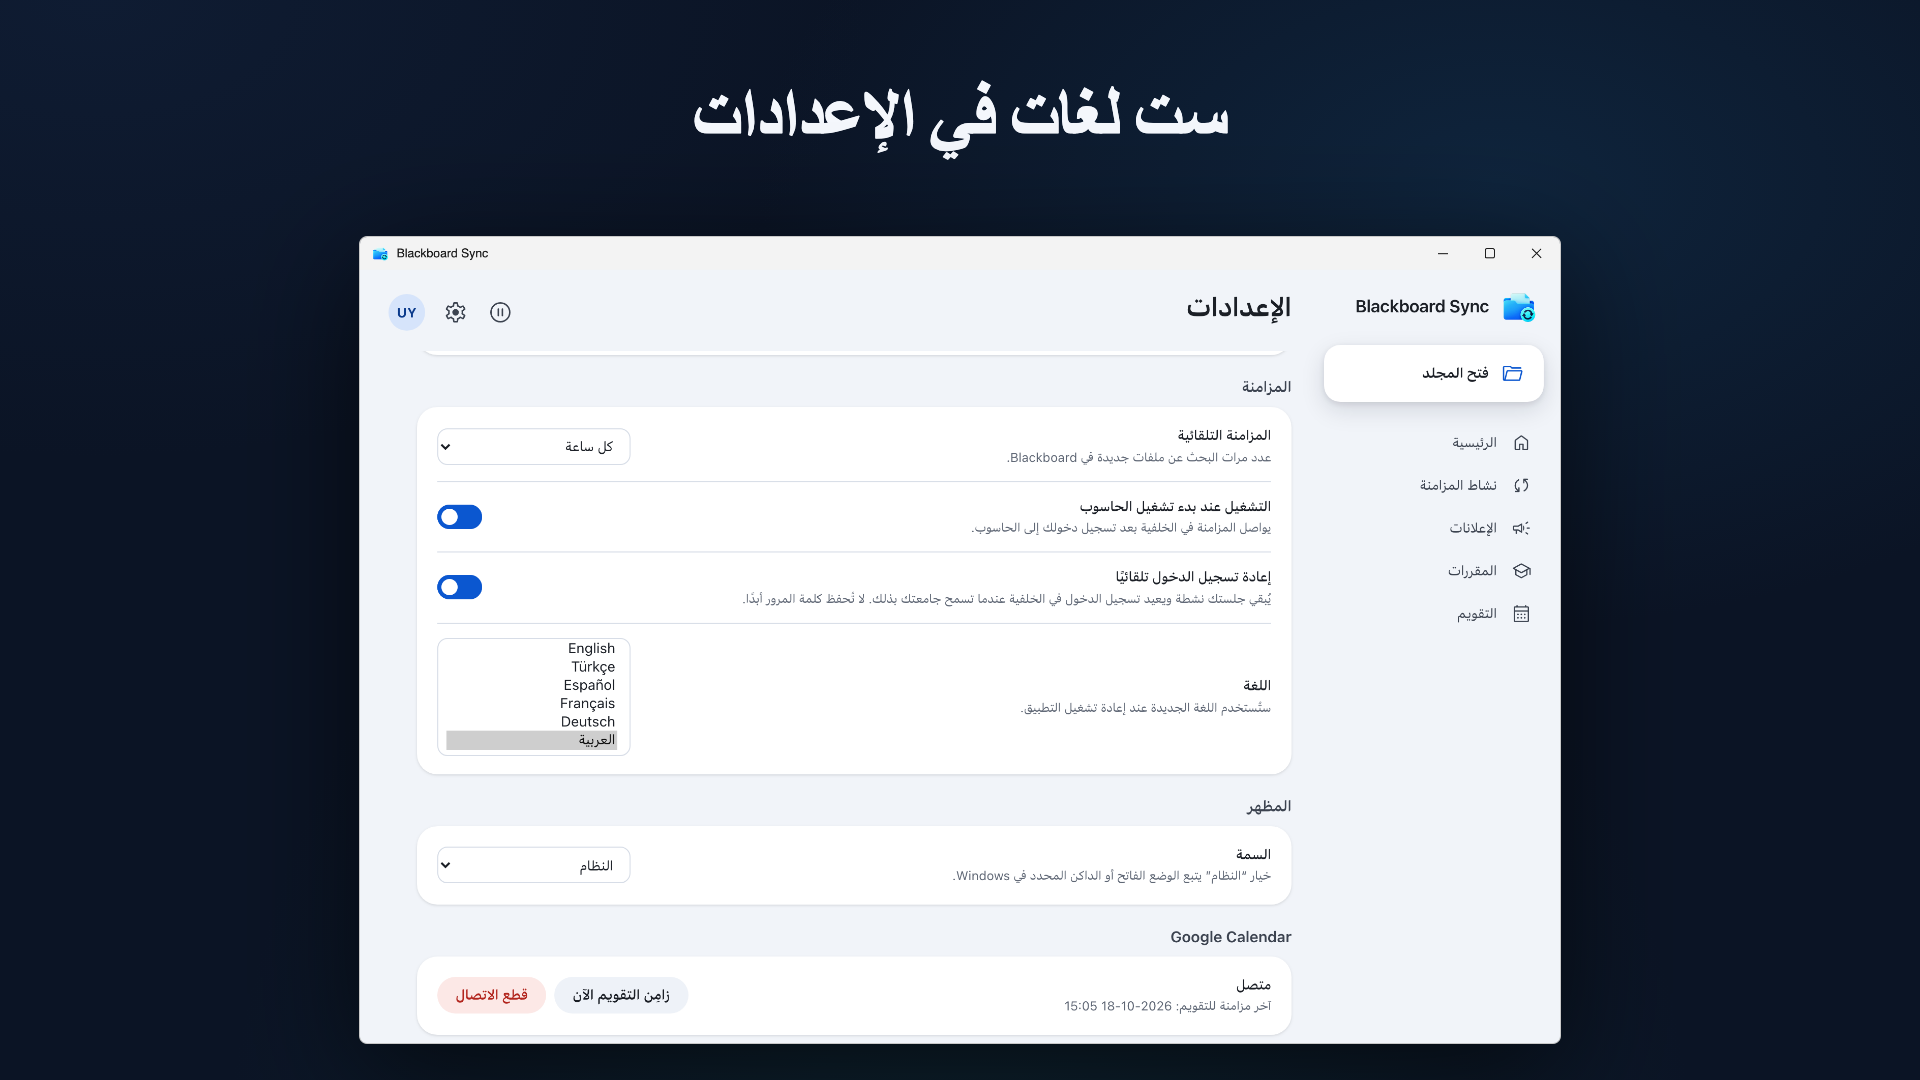 ست لغات في الإعدادات
Blackboard Sync
Blackboard Sync
فتح المجلد
الرئيسية
نشاط المزامنة
الإعلانات
المقررات
التقويم
الإعدادات
UY
المزامنة
المزامنة التلقائية
عدد مرات البحث عن ملفات جديدة في Blackboard.
كل ساعة
التشغيل عند بدء تشغيل الحاسوب
يواصل المزامنة في الخلفية بعد تسجيل دخولك إلى الحاسوب.
إعادة تسجيل الدخول تلقائيًا
يُبقي جلستك نشطة ويعيد تسجيل الدخول في الخلفية عندما تسمح جامعتك بذلك. لا تُحفظ كلمة المرور أبدًا.
اللغة
ستُستخدم اللغة الجديدة عند إعادة تشغيل التطبيق.
English
Türkçe
Español
Français
Deutsch
العربية
المظهر
السمة
خيار "النظام" يتبع الوضع الفاتح أو الداكن المحدد في Windows.
النظام
Google Calendar
متصل
آخر مزامنة للتقويم: 2026-10-18 15:05
زامِن التقويم الآن
قطع الاتصال